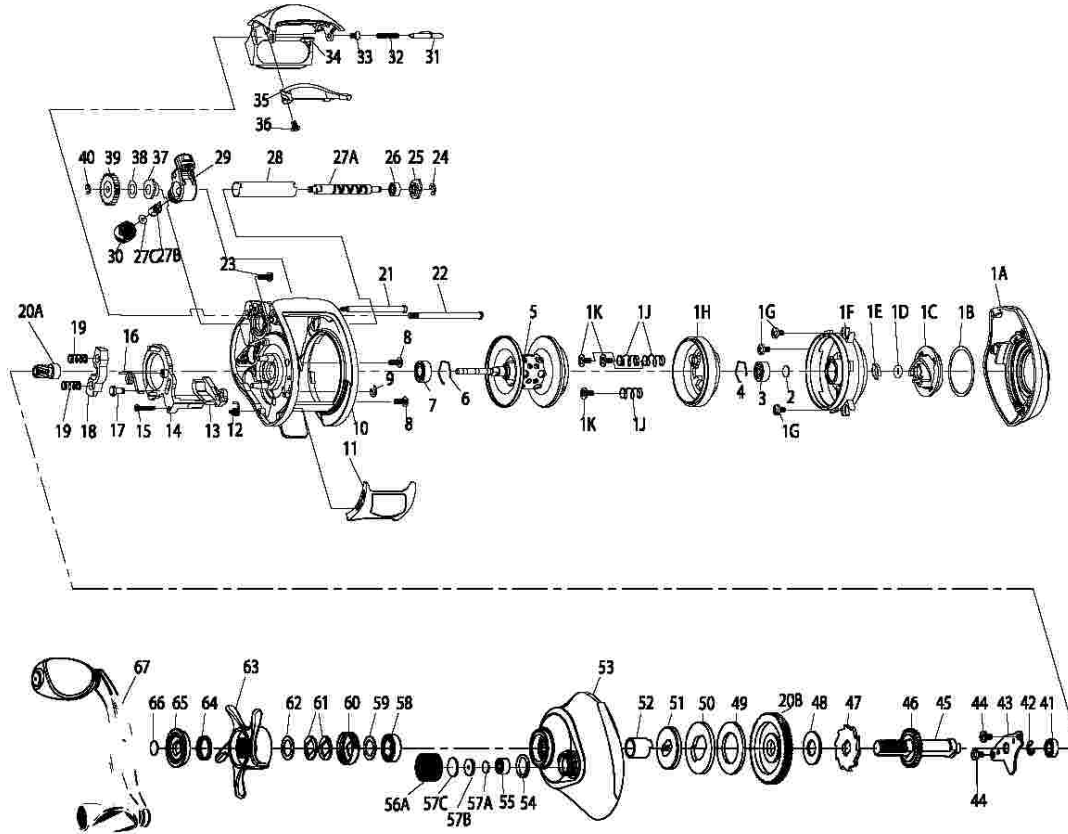 34 33 32 31
35
36
40 39 38 37 29 28 27A 26 25 24
30 27C 27B
23 21 22
1A
20A 19 16 8 5 1K 1J 1H 1G 1F 1E 1D 1C 1B
9 7 6 4 3 2
19 18 17 15 14 13 12 10 8 1K 1J 1G
11
67 63 53
66 65 64 62 61 60 59 58 52 51 50 49 20B 48 47 46 45 44 43 42 41
56A 57C 57B 57A 55 54 44